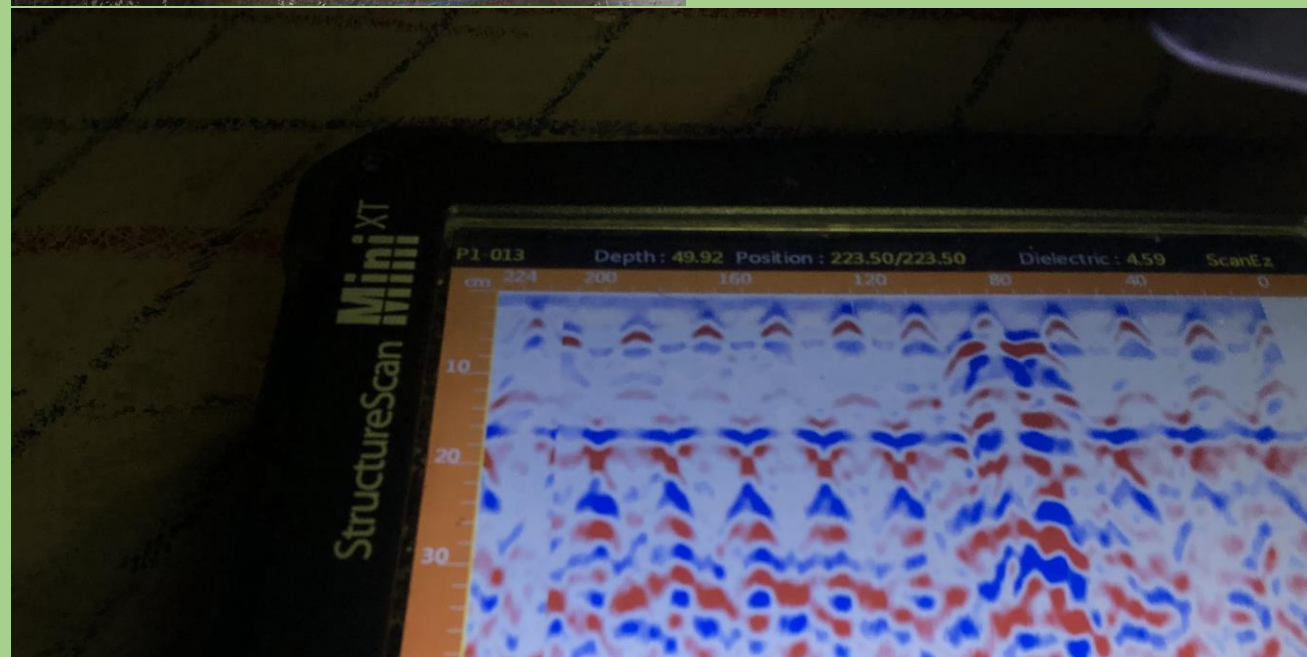 StructureScan Mini XT
P1-013 Depth : 49.92 Position : 223.50/223.50 Dielectric : 4.59 ScanEz
cm 224 200 160 120 80 40 0
10
20
30